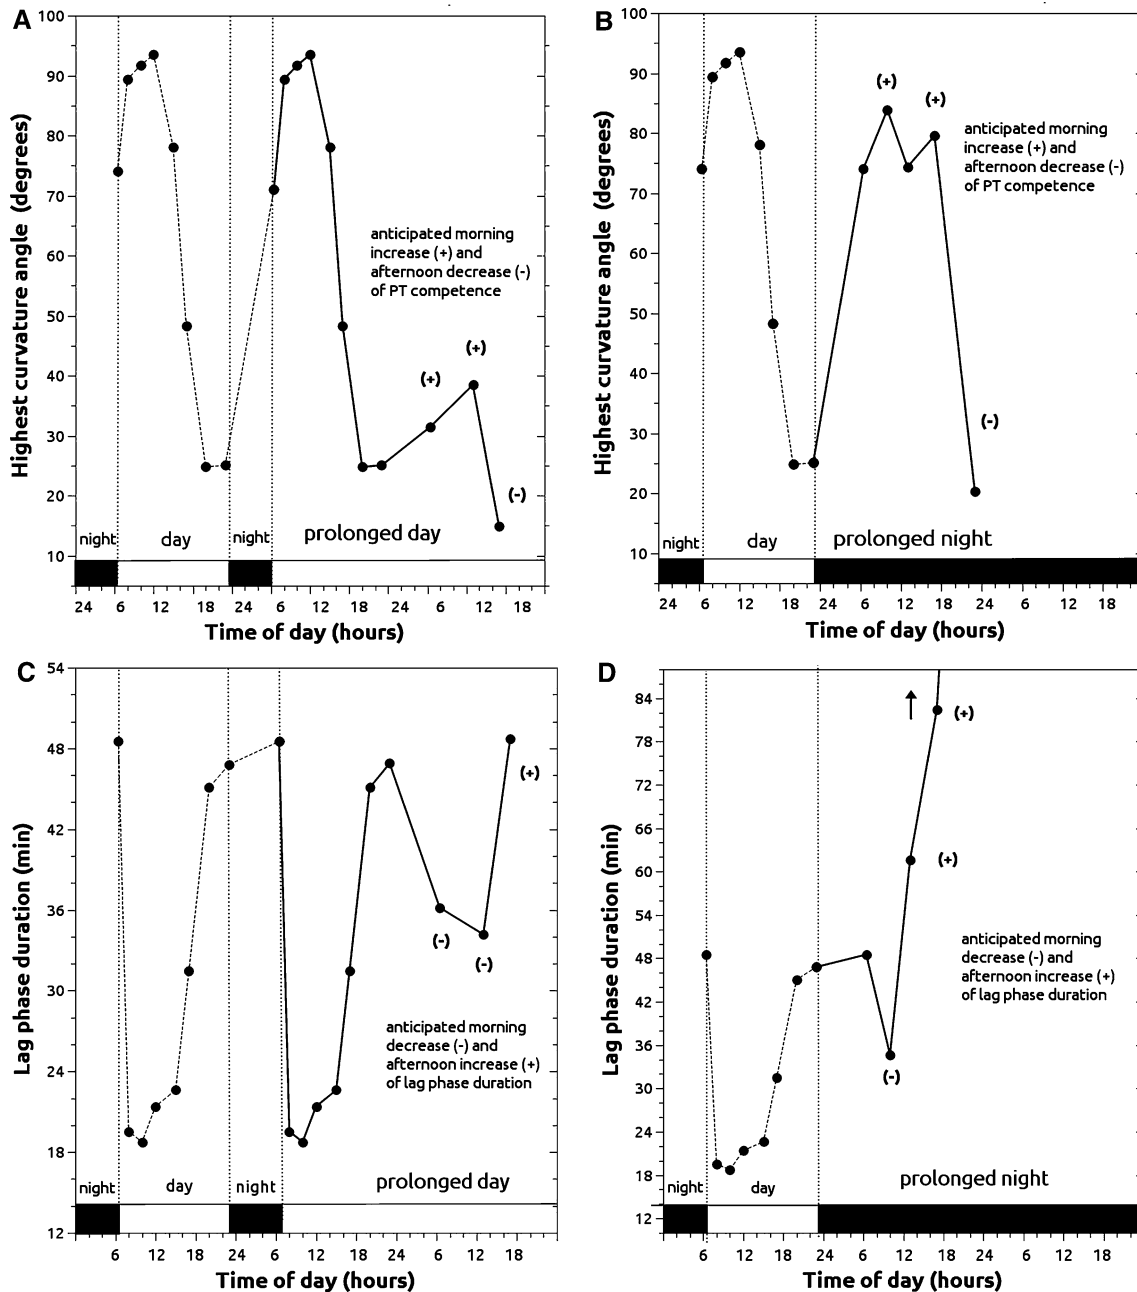 A
Highest curvature angle (degrees)
100
90
80
70
60
50
40
30
20
10
anticipated morning
increase (+) and
afternoon decrease (-)
of PT competence
(+)
(+)
(-)
night
day
night
prolonged day
24 6 12 18 24 6 12 18 24 6 12 18
Time of day (hours)
B
Highest curvature angle (degrees)
100
90
80
70
60
50
40
30
20
10
(+)
(+)
anticipated morning
increase (+) and
afternoon decrease (-)
of PT competence
(-)
night
day
prolonged night
24 6 12 18 24 6 12 18 24 6 12 18
Time of day (hours)
C
Lag phase duration (min)
54
48
42
36
30
24
18
12
(+)
(-)
(-)
anticipated morning
decrease (-) and
afternoon increase (+)
of lag phase duration
night
day
night
prolonged day
6 12 18 24 6 12 18 24 6 12 18
Time of day (hours)
D
Lag phase duration (min)
84
78
72
66
60
54
48
42
36
30
24
18
12
(+)
(+)
anticipated morning
decrease (-) and
afternoon increase (+)
of lag phase duration
(-)
night
day
prolonged night
6 12 18 24 6 12 18 24 6 12 18
Time of day (hours)